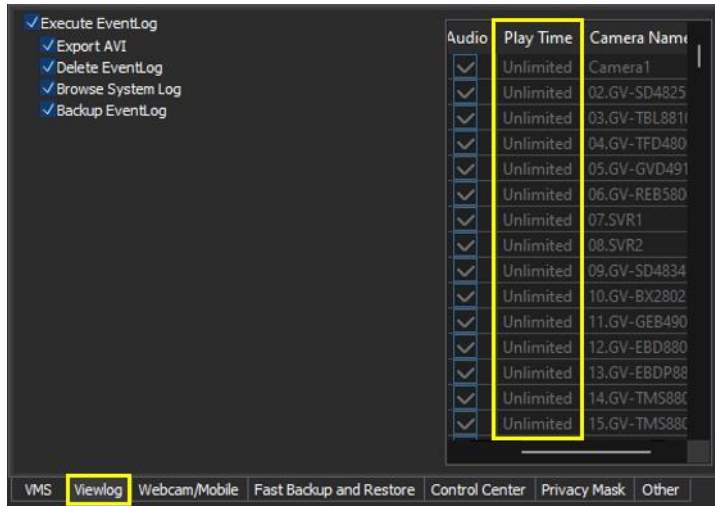 Execute EventLog
Export AVI
Delete EventLog
Browse System Log
Backup EventLog
Audio Play Time Camera Name
Unlimited Camera1
Unlimited 02.GV-SD4825
Unlimited 03.GV-TBL881
Unlimited 04.GV-TFD480
Unlimited 05.GV-GVD491
Unlimited 06.GV-REB580
Unlimited 07.SVR1
Unlimited 08.SVR2
Unlimited 09.GV-SD4834
Unlimited 10.GV-BX2802
Unlimited 11.GV-GEB490
Unlimited 12.GV-EBD880
Unlimited 13.GV-EBDP88
Unlimited 14.GV-TMS880
Unlimited 15.GV-TMS880
VMS Viewlog Webcam/Mobile Fast Backup and Restore Control Center Privacy Mask Other